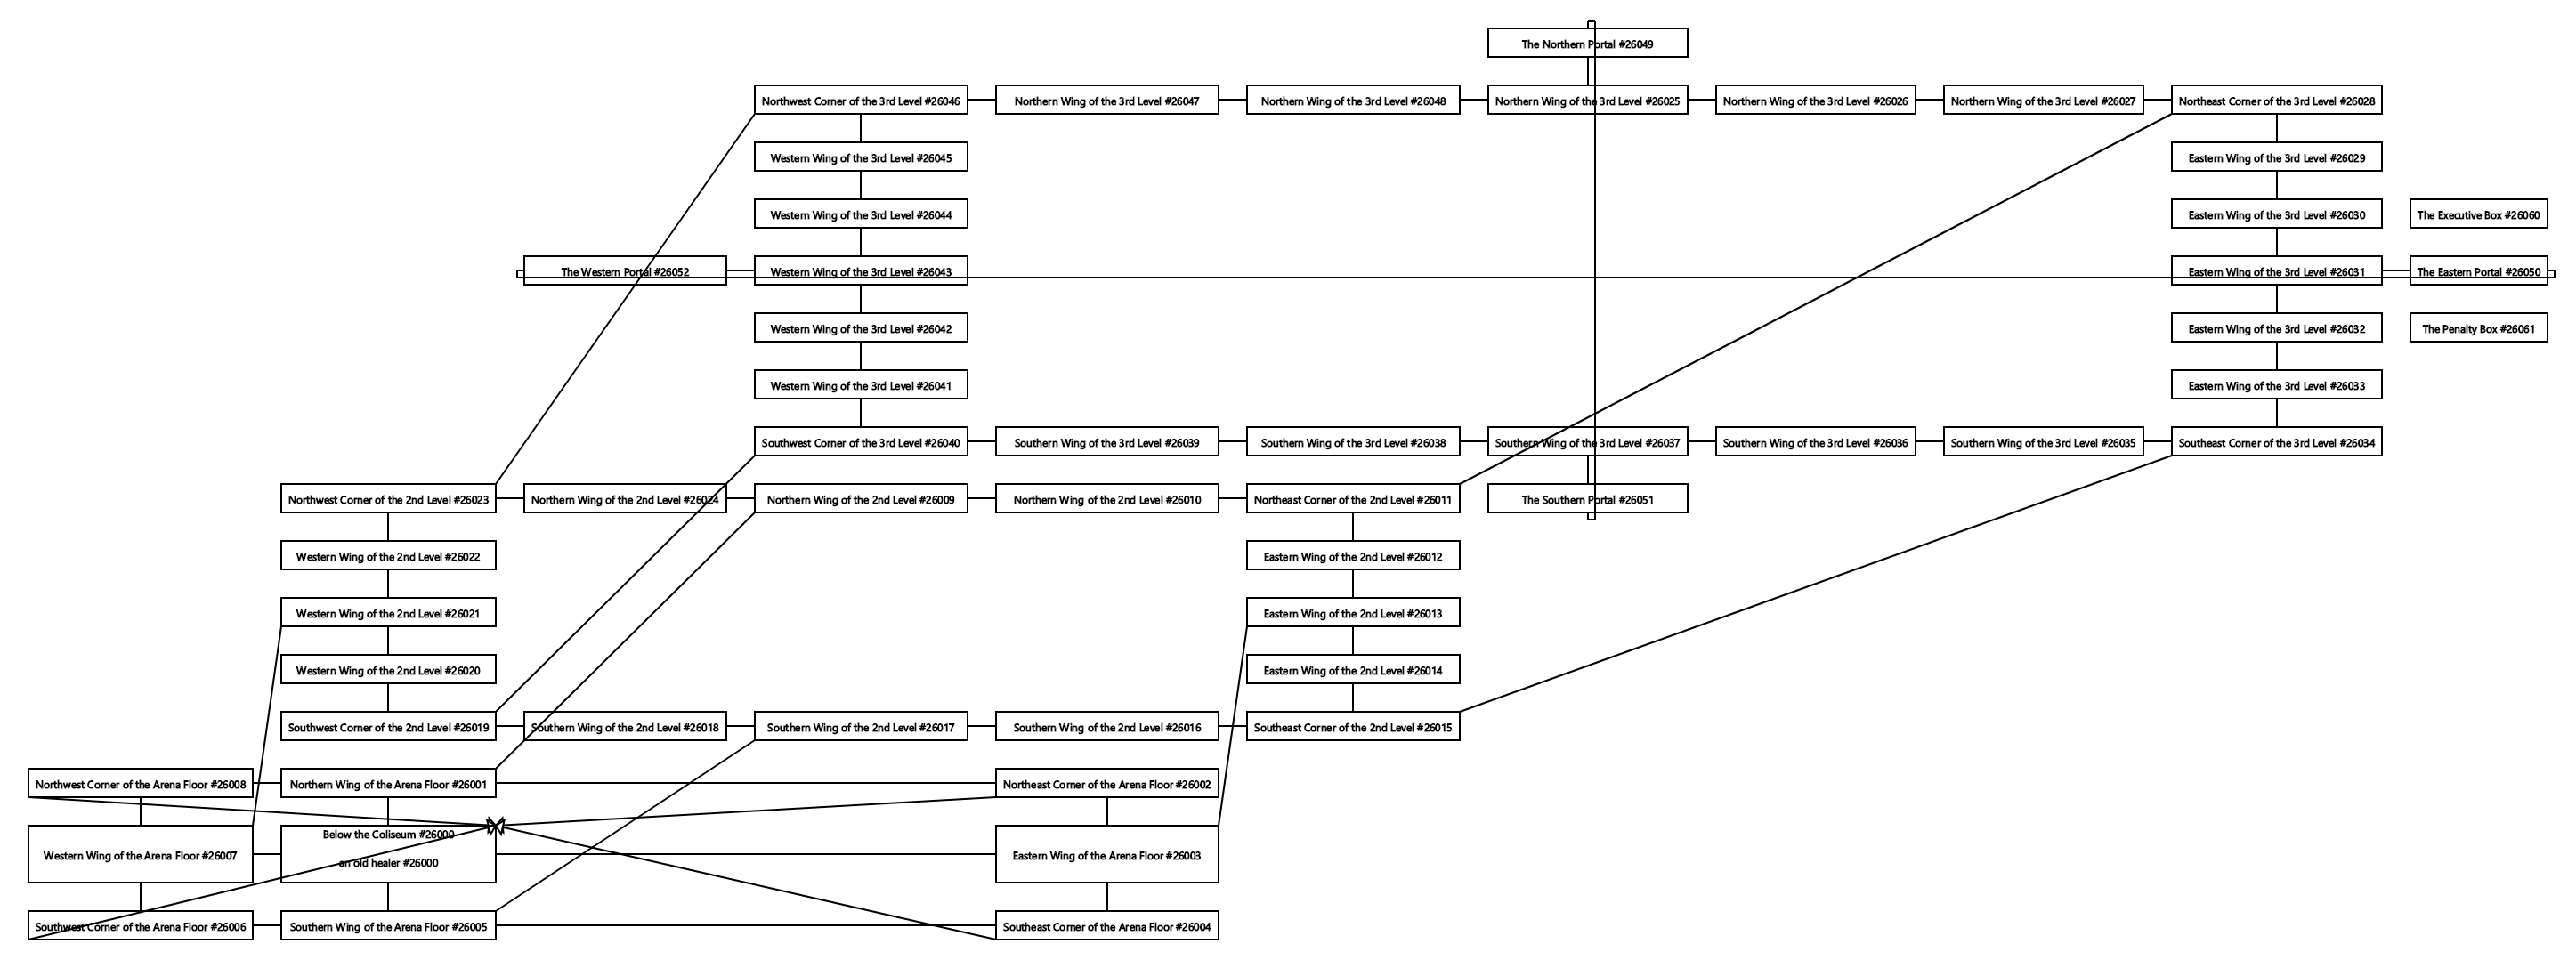 The Northern Portal #26049
Northwest Corner of the 3rd Level #26046
Northern Wing of the 3rd Level #26047
Northern Wing of the 3rd Level #26048
Northern Wing of the 3rd Level #26025
Northern Wing of the 3rd Level #26026
Northern Wing of the 3rd Level #26027
Northeast Corner of the 3rd Level #26028
Western Wing of the 3rd Level #26045
Eastern Wing of the 3rd Level #26029
Western Wing of the 3rd Level #26044
Eastern Wing of the 3rd Level #26030
The Executive Box #26060
The Western Portal #26052
Western Wing of the 3rd Level #26043
Eastern Wing of the 3rd Level #26031
The Eastern Portal #26050
Western Wing of the 3rd Level #26042
Eastern Wing of the 3rd Level #26032
The Penalty Box #26061
Western Wing of the 3rd Level #26041
Eastern Wing of the 3rd Level #26033
Southwest Corner of the 3rd Level #26040
Southern Wing of the 3rd Level #26039
Southern Wing of the 3rd Level #26038
Southern Wing of the 3rd Level #26037
Southern Wing of the 3rd Level #26036
Southern Wing of the 3rd Level #26035
Southeast Corner of the 3rd Level #26034
Northwest Corner of the 2nd Level #26023
Northern Wing of the 2nd Level #26024
Northern Wing of the 2nd Level #26009
Northern Wing of the 2nd Level #26010
Northeast Corner of the 2nd Level #26011
The Southern Portal #26051
Western Wing of the 2nd Level #26022
Eastern Wing of the 2nd Level #26012
Western Wing of the 2nd Level #26021
Eastern Wing of the 2nd Level #26013
Western Wing of the 2nd Level #26020
Eastern Wing of the 2nd Level #26014
Southwest Corner of the 2nd Level #26019
Southern Wing of the 2nd Level #26018
Southern Wing of the 2nd Level #26017
Southern Wing of the 2nd Level #26016
Southeast Corner of the 2nd Level #26015
Northwest Corner of the Arena Floor #26008
Northern Wing of the Arena Floor #26001
Northeast Corner of the Arena Floor #26002
Western Wing of the Arena Floor #26007
Below the Coliseum #26000
an old healer #26000
Eastern Wing of the Arena Floor #26003
Southwest Corner of the Arena Floor #26006
Southern Wing of the Arena Floor #26005
Southeast Corner of the Arena Floor #26004